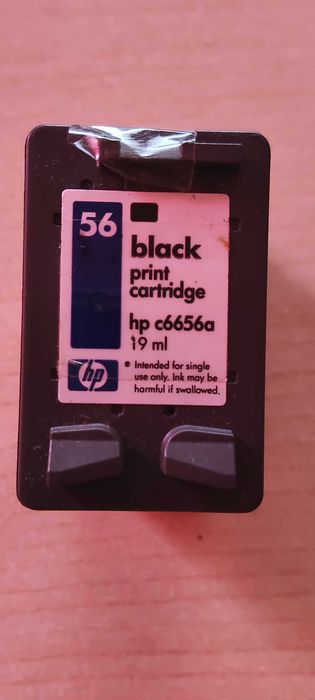 56
black
print
cartridge
hp c6656a
19 ml
hp
• Intended for single
use only. Ink may be
harmful if swallowed.